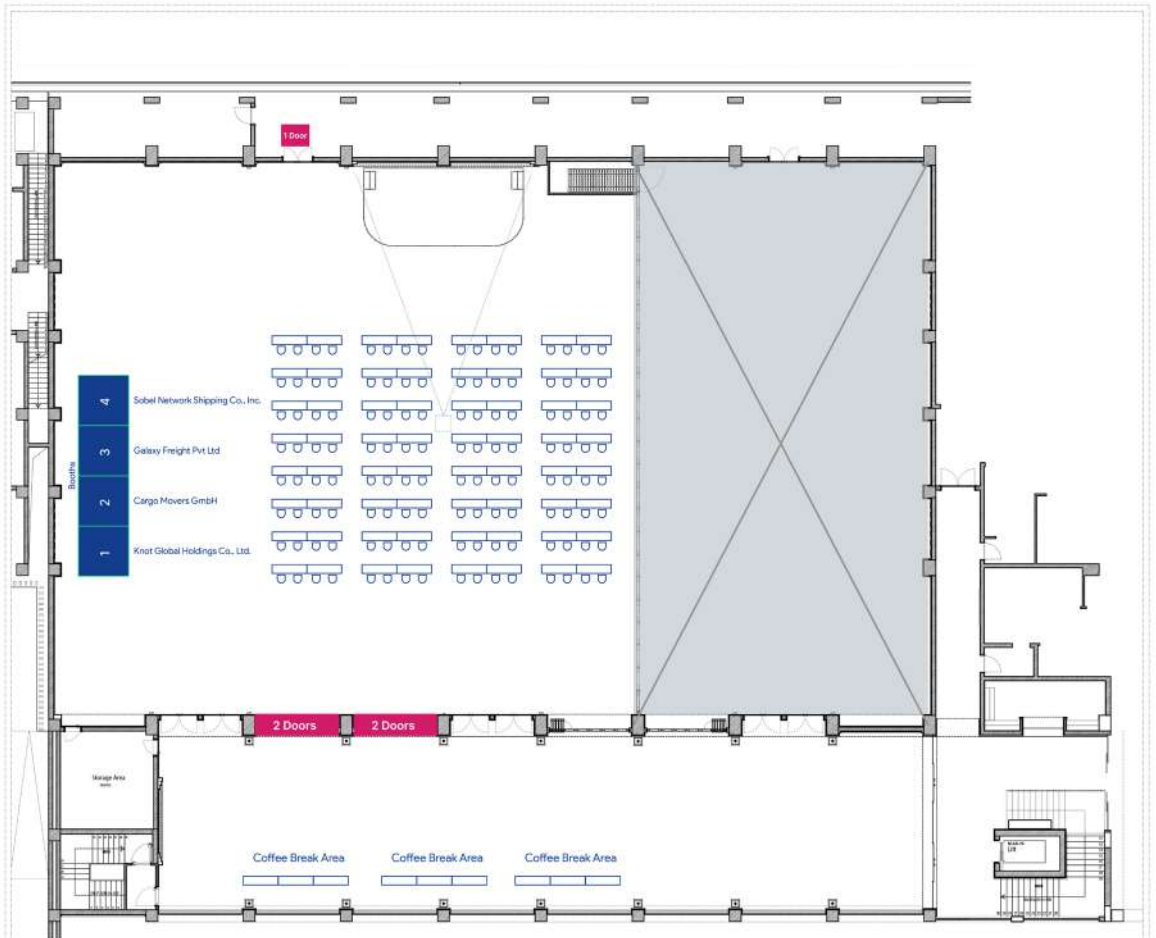 1 Door
4
Sobel Network Shipping Co., Inc.
3
Galaxy Freight Pvt Ltd
Booths
2
Cargo Movers GmbH
1
Knot Global Holdings Co., Ltd.
2 Doors
2 Doors
Storage Area
Coffee Break Area
Coffee Break Area
Coffee Break Area
Lift